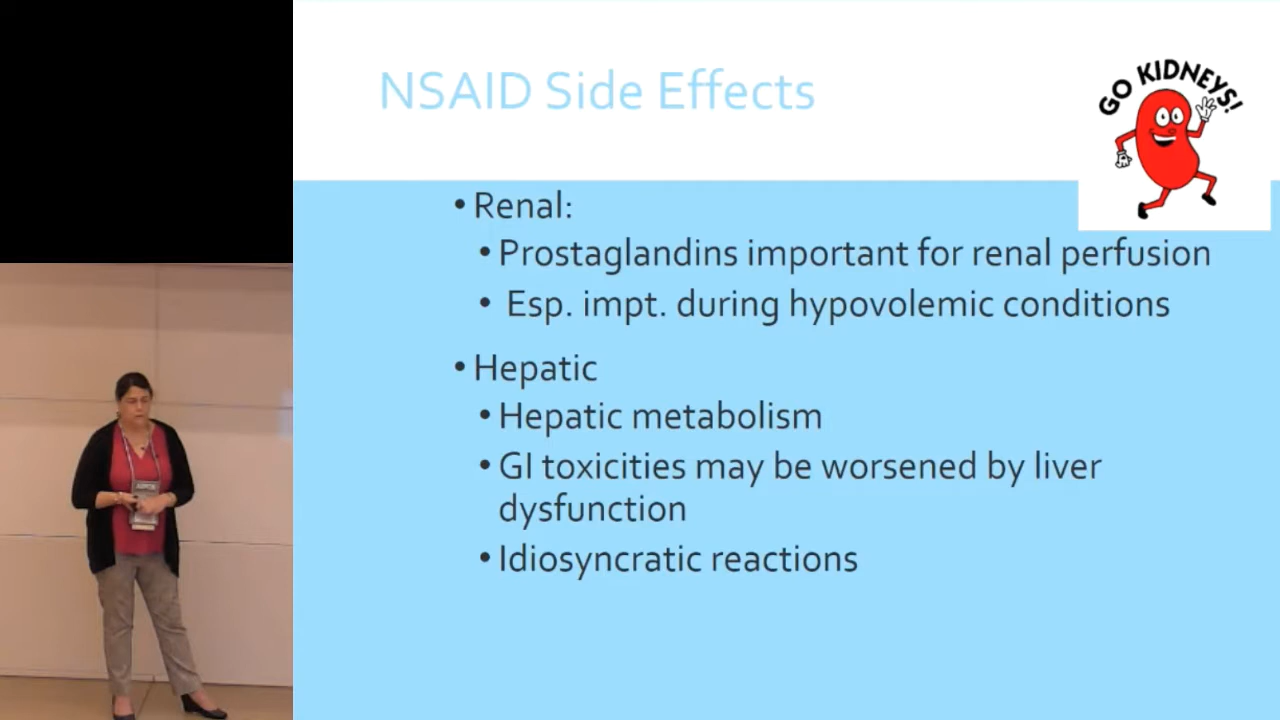 NSAID Side Effects
GO KIDNEYS!
• Renal:
• Prostaglandins important for renal perfusion
• Esp. impt. during hypovolemic conditions
• Hepatic
• Hepatic metabolism
• GI toxicities may be worsened by liver
dysfunction
• Idiosyncratic reactions